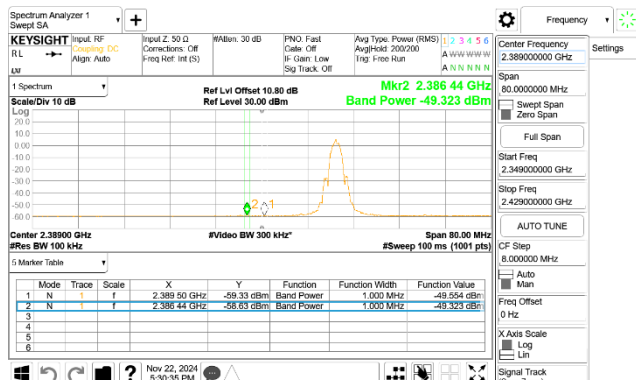 Spectrum Analyzer 1
Swept SA
Frequency
KEYSIGHT
RL
Input: RF
Coupling: DC
Align: Auto
Input Z: 50 Ω
Corrections: Off
Freq Ref: Int (S)
#Atten: 30 dB
PNO: Fast
Gate: Off
IF Gain: Low
Sig Track: Off
Avg Type: Power (RMS)
Avg|Hold: 200/200
Trig: Free Run
1 2 3 4 5 6
A W W W W W
A N N N N N
1 Spectrum
Scale/Div 10 dB
Ref Lvl Offset 10.80 dB
Ref Level 30.00 dBm
Mkr2 2.386 44 GHz
Band Power -49.323 dBm
Log
20.0
10.0
0.00
-10.0
-20.0
-30.0
-40.0
-50.0
-60.0
2 1
Center 2.38900 GHz
#Res BW 100 kHz
#Video BW 300 kHz*
Span 80.00 MHz
#Sweep 100 ms (1001 pts)
5 Marker Table
Mode Trace Scale X Y Function Function Width Function Value
1 N 1 f 2.389 50 GHz -59.33 dBm Band Power 1.000 MHz -49.554 dBm
2 N 1 f 2.386 44 GHz -58.63 dBm Band Power 1.000 MHz -49.323 dBm
3
4
5
6
Nov 22, 2024
5:30:35 PM
Center Frequency
2.389000000 GHz
Settings
Span
80.0000000 MHz
Swept Span
Zero Span
Full Span
Start Freq
2.349000000 GHz
Stop Freq
2.429000000 GHz
AUTO TUNE
CF Step
8.000000 MHz
Auto
Man
Freq Offset
0 Hz
X Axis Scale
Log
Lin
Signal Track